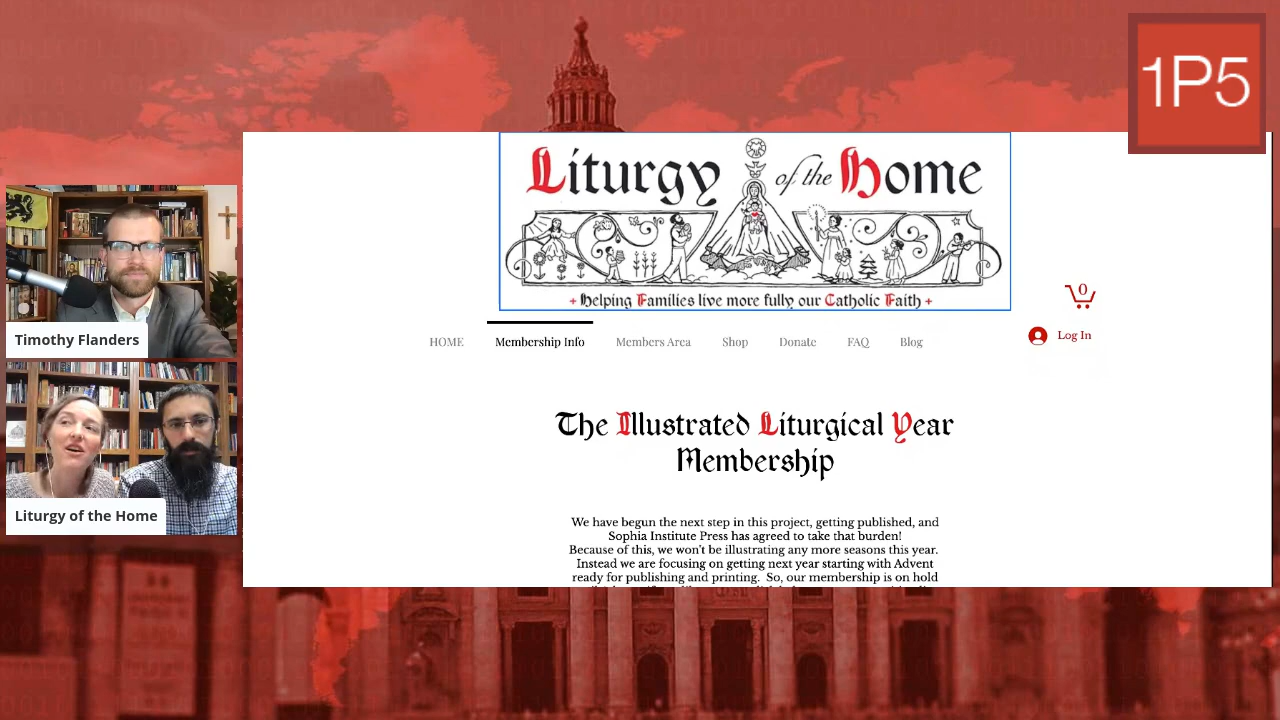 1P5
Liturgy of the Home
+ Helping Families live more fully our Catholic Faith +
0
Timothy Flanders
HOME Membership Info Members Area Shop Donate FAQ Blog
Log In
The Illustrated Liturgical Year
Membership
Liturgy of the Home
We have begun the next step in this project, getting published, and
Sophia Institute Press has agreed to take that burden!
Because of this, we won't be illustrating any more seasons this year.
Instead we are focusing on getting next year starting with Advent
ready for publishing and printing. So, our membership is on hold